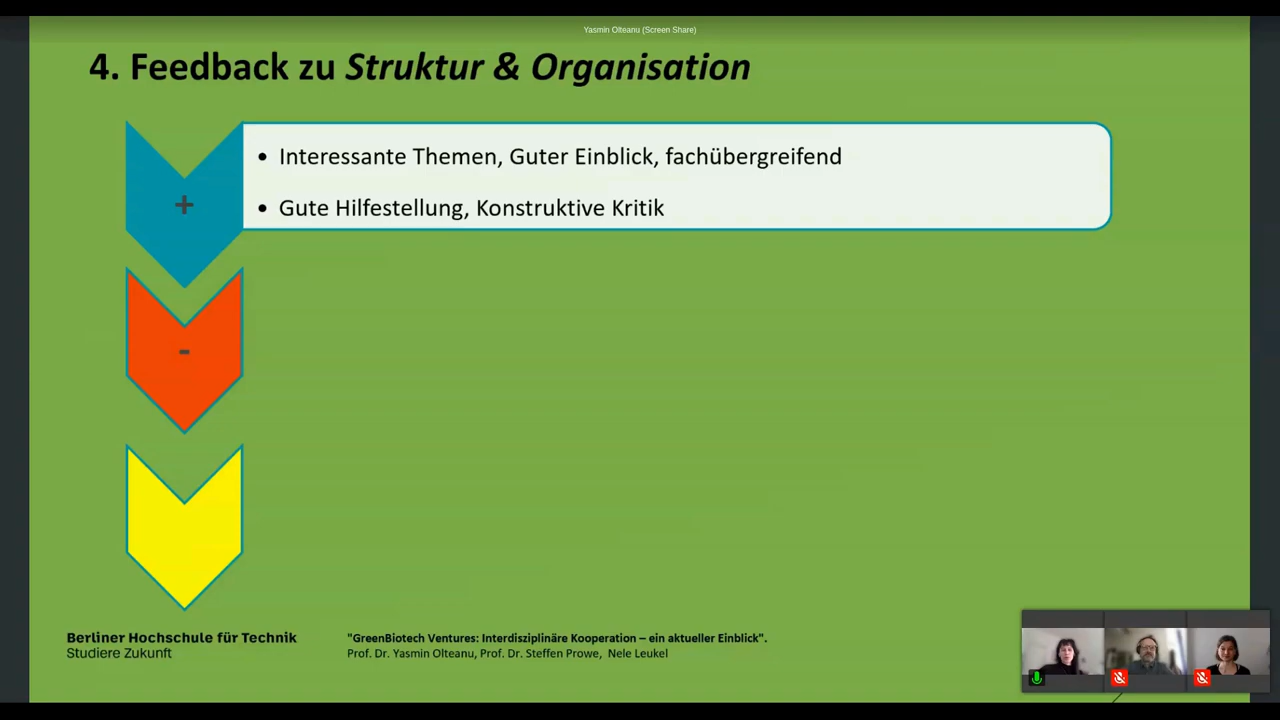 Yasmin Olteanu (Screen Share)
4. Feedback zu Struktur & Organisation
+
• Interessante Themen, Guter Einblick, fachübergreifend
• Gute Hilfestellung, Konstruktive Kritik
-
Berliner Hochschule für Technik
Studiere Zukunft
"GreenBiotech Ventures: Interdisziplinäre Kooperation – ein aktueller Einblick".
Prof. Dr. Yasmin Olteanu, Prof. Dr. Steffen Prowe, Nele Leukel